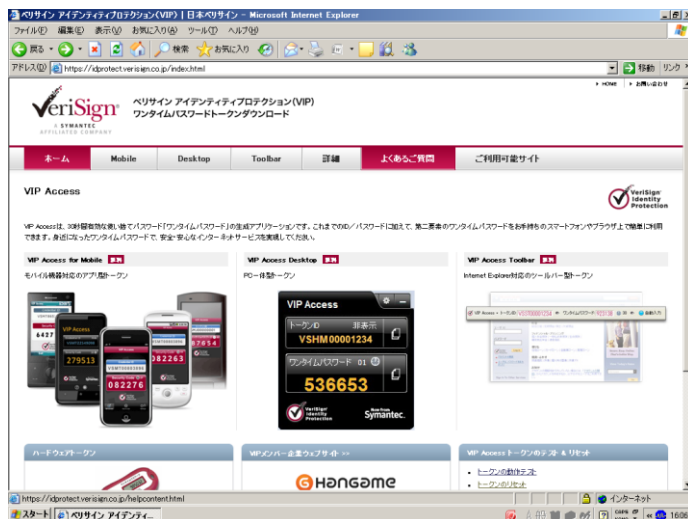 ベリサイン アイデンティティプロテクション(VIP) | 日本ベリサイン - Microsoft Internet Explorer
ファイル(F) 編集(E) 表示(V) お気に入り(A) ツール(T) ヘルプ(H)
戻る 検索 お気に入り
アドレス(D) https://idprotect.verisign.co.jp/index.html 移動 リンク
HOME お問い合わせ
VeriSign
A SYMANTEC
AFFILIATED COMPANY
ベリサイン アイデンティティプロテクション(VIP)
ワンタイムパスワードトークンダウンロード
ホーム Mobile Desktop Toolbar 詳細 よくあるご質問 ご利用可能サイト
VIP Access
VeriSign
Identity
Protection
VIP Accessは、30秒間有効な使い捨てパスワード「ワンタイムパスワード」の生成アプリケーションです。これまでのID/パスワードに加えて、第二要素のワンタイムパスワードをお手持ちのスマートフォンやブラウザ上で簡単に利用
できます。身近になったワンタイムパスワードで、安全・安心なインターネットサービスを実感してください。
VIP Access for Mobile 詳細 VIP Access Desktop 詳細 VIP Access Toolbar 詳細
モバイル機器対応のアプリ型トークン PC一体型トークン Internet Explorer対応のツールバー型トークン
VIP Access
トークンID 非表示
VSHM00001234
ワンタイムパスワード 01
536653
VeriSign
Identity
Protection
Symantec.
279513
082276
082263
ハードウェアトークン VIPメンバー企業ウェブサイト >> VIP Access トークンのテスト & リセット
HANGAME
トークンの動作テスト
トークンのリセット
https://idprotect.verisign.co.jp/helpcontent.html インターネット
スタート ベリサイン アイデンティ... CAPS 16:06